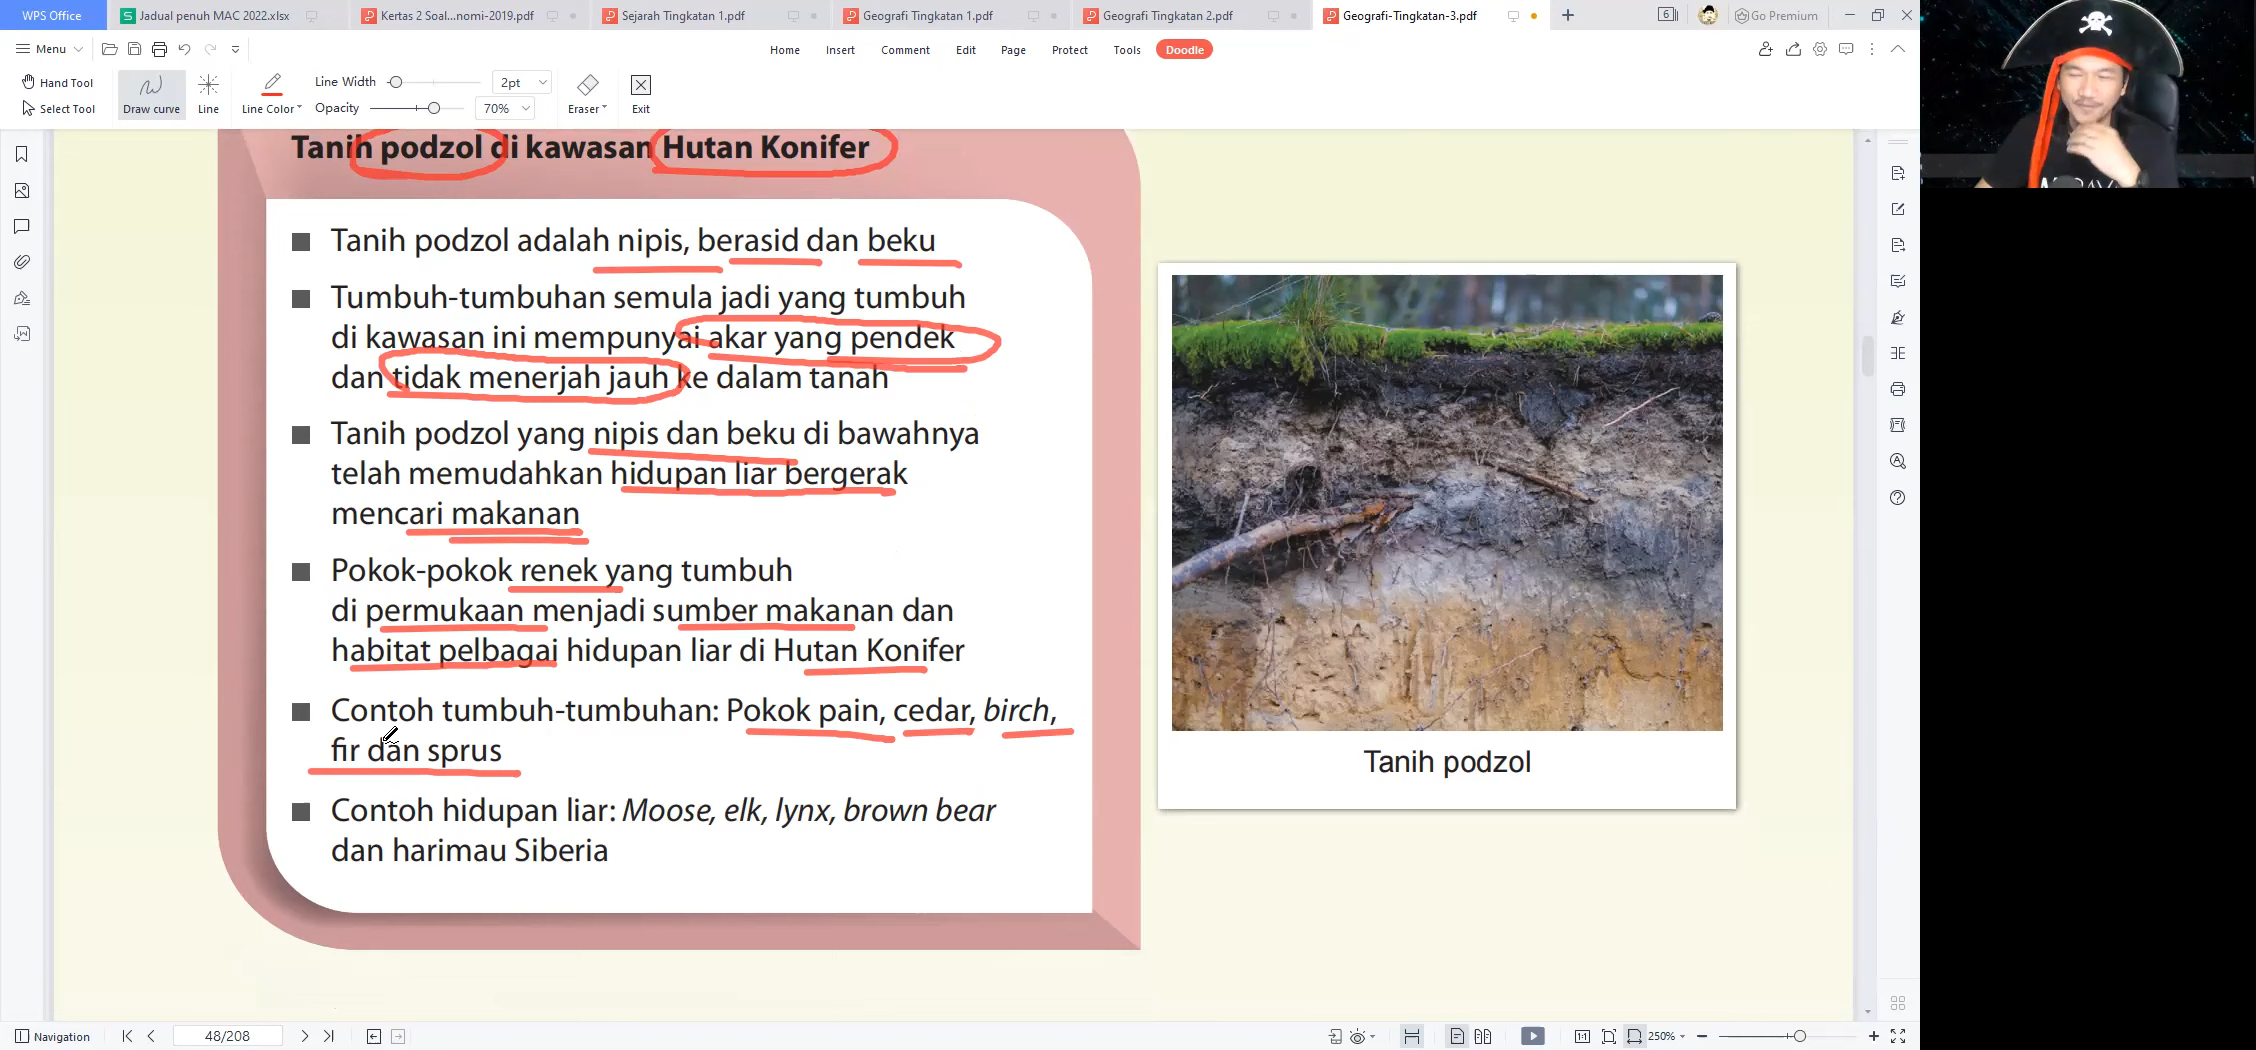 WPS Office
Jadual penuh MAC 2022.xlsx
Kertas 2 Soal...nomi-2019.pdf
Sejarah Tingkatan 1.pdf
Geografi Tingkatan 1.pdf
Geografi Tingkatan 2.pdf
Geografi-Tingkatan-3.pdf
6
Go Premium
Menu
Home
Insert
Comment
Edit
Page
Protect
Tools
Doodle
Hand Tool
Select Tool
Draw curve
Line
Line Color
Line Width
2pt
Opacity
70%
Eraser
Exit
Tanih podzol di kawasan Hutan Konifer
Tanih podzol adalah nipis, berasid dan beku
Tumbuh-tumbuhan semula jadi yang tumbuh
di kawasan ini mempunyai akar yang pendek
dan tidak menerjah jauh ke dalam tanah
Tanih podzol yang nipis dan beku di bawahnya
telah memudahkan hidupan liar bergerak
mencari makanan
Pokok-pokok renek yang tumbuh
di permukaan menjadi sumber makanan dan
habitat pelbagai hidupan liar di Hutan Konifer
Contoh tumbuh-tumbuhan: Pokok pain, cedar, birch,
fir dan sprus
Contoh hidupan liar: Moose, elk, lynx, brown bear
dan harimau Siberia
Tanih podzol
Navigation
48/208
1:1
250%